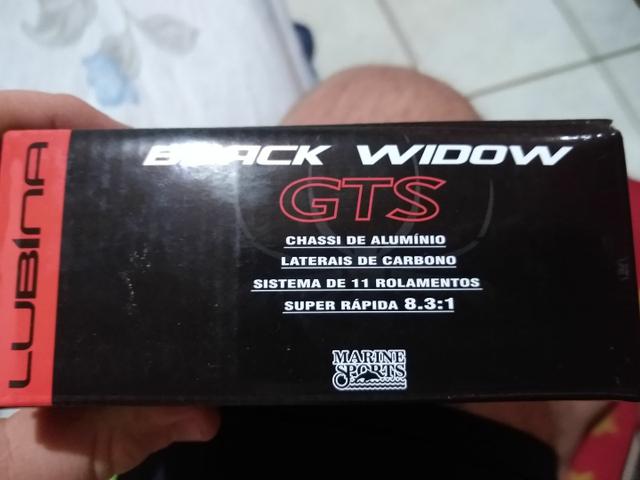 LUBÍNA
BLACK WIDOW
GTS
CHASSI DE ALUMÍNIO
LATERAIS DE CARBONO
SISTEMA DE 11 ROLAMENTOS
SUPER RÁPIDA 8.3:1
MARINE
SPORTS